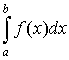 ∫_a^b f(x)dx